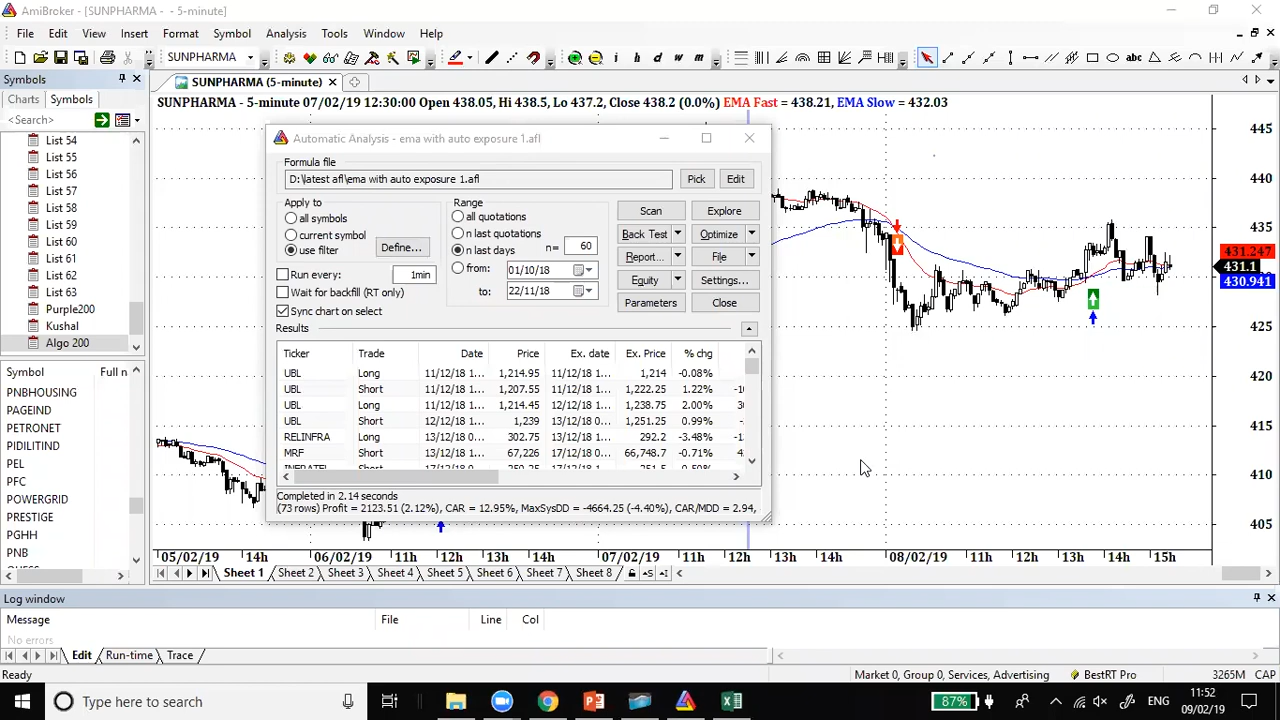 AmiBroker - [SUNPHARMA - 5-minute]
File Edit View Insert Format Symbol Analysis Tools Window Help
SUNPHARMA
Symbols
SUNPHARMA (5-minute)
Charts Symbols
<Search>
SUNPHARMA - 5-minute 07/02/19 12:30:00 Open 438.05, Hi 438.5, Lo 437.2, Close 438.2 (0.0%) EMA Fast = 438.21, EMA Slow = 432.03
List 54
List 55
List 56
List 57
List 58
List 59
List 60
List 61
List 62
List 63
Purple200
Kushal
Algo 200
Symbol Full n
PNBHOUSING
PAGEIND
PETRONET
PIDILITIND
PEL
PFC
POWERGRID
PRESTIGE
PGHH
PNB
Automatic Analysis - ema with auto exposure 1.afl
Formula file
D:\latest afl\ema with auto exposure 1.afl
Pick Edit
Apply to
all symbols
current symbol
use filter Define...
Range
all quotations
n last quotations
n last days n= 60
from: 01/10/18
to: 22/11/18
Scan Explore
Back Test Optimize
Report... File
Equity Settings...
Parameters Close
Run every: 1min
Wait for backfill (RT only)
Sync chart on select
Results
Ticker Trade Date Price Ex. date Ex. Price % chg
UBL Long 11/12/18 1... 1,214.95 11/12/18 1... 1,214 -0.08%
UBL Short 11/12/18 1... 1,207.55 11/12/18 1... 1,222.25 1.22% -10
UBL Long 11/12/18 1... 1,214.45 12/12/18 1... 1,238.75 2.00% 30
UBL Short 12/12/18 1... 1,239 12/12/18 1... 1,251.25 0.99%
RELINFRA Long 13/12/18 1... 302.75 13/12/18 0... 292.2 -3.48% -1
MRF Short 13/12/18 0... 67,226 13/12/18 0... 66,748.7 -0.71% 4
Completed in 2.14 seconds
(73 rows) Profit = 2123.51 (2.12%), CAR = 12.95%, MaxSysDD = -4664.25 (-4.40%), CAR/MDD = 2.94,
445
440
435
431.247
431.1
430.941
425
420
415
410
405
05/02/19 14h 06/02/19 11h 12h 13h 14h 07/02/19 11h 12h 13h 14h 08/02/19 11h 12h 13h 14h 15h
Sheet 1 Sheet 2 Sheet 3 Sheet 4 Sheet 5 Sheet 6 Sheet 7 Sheet 8
Log window
Message File Line Col
No errors
Edit Run-time Trace
Ready Market 0, Group 0, Services, Advertising BestRT Pro 3265M CAP
Type here to search
87%
ENG
11:52
09/02/19